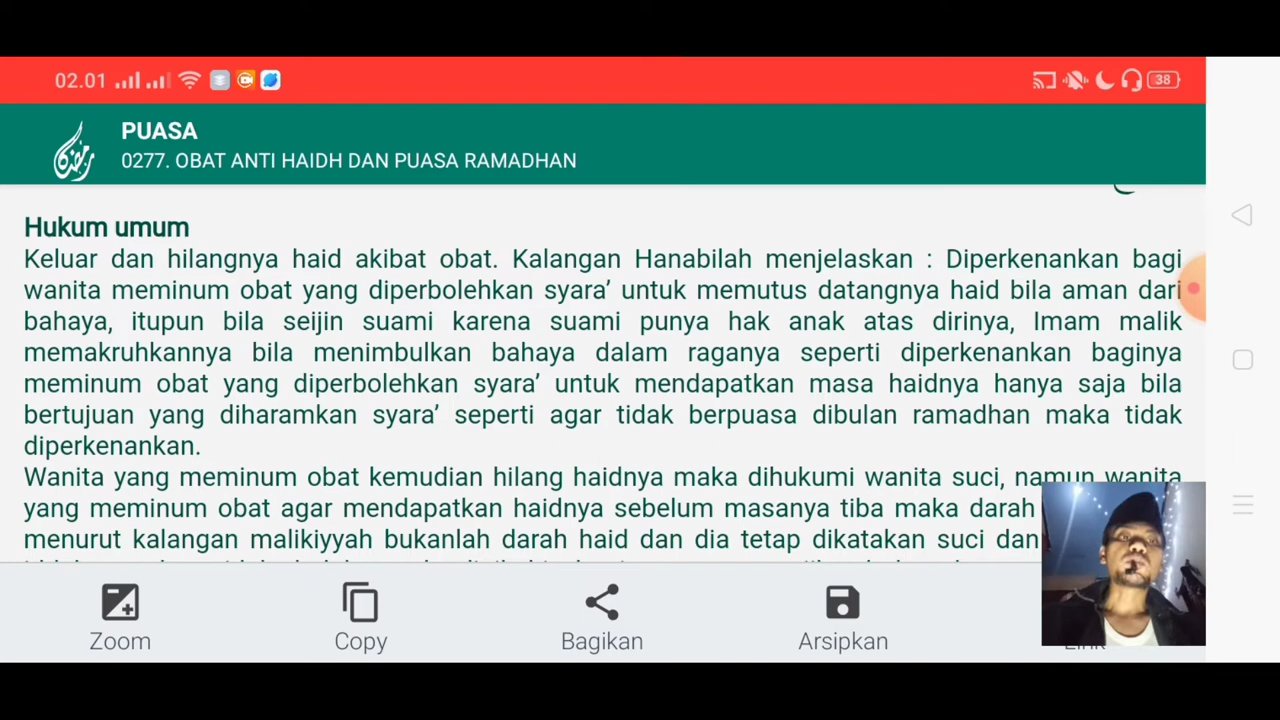 02.01
38
PUASA
0277. OBAT ANTI HAIDH DAN PUASA RAMADHAN
Hukum umum
Keluar dan hilangnya haid akibat obat. Kalangan Hanabilah menjelaskan : Diperkenankan bagi
wanita meminum obat yang diperbolehkan syara’ untuk memutus datangnya haid bila aman dari
bahaya, itupun bila seijin suami karena suami punya hak anak atas dirinya, Imam malik
memakruhkannya bila menimbulkan bahaya dalam raganya seperti diperkenankan baginya
meminum obat yang diperbolehkan syara’ untuk mendapatkan masa haidnya hanya saja bila
bertujuan yang diharamkan syara’ seperti agar tidak berpuasa dibulan ramadhan maka tidak
diperkenankan.
Wanita yang meminum obat kemudian hilang haidnya maka dihukumi wanita suci, namun wanita
yang meminum obat agar mendapatkan haidnya sebelum masanya tiba maka darah
menurut kalangan malikiyyah bukanlah darah haid dan dia tetap dikatakan suci dan
Zoom
Copy
Bagikan
Arsipkan
Link